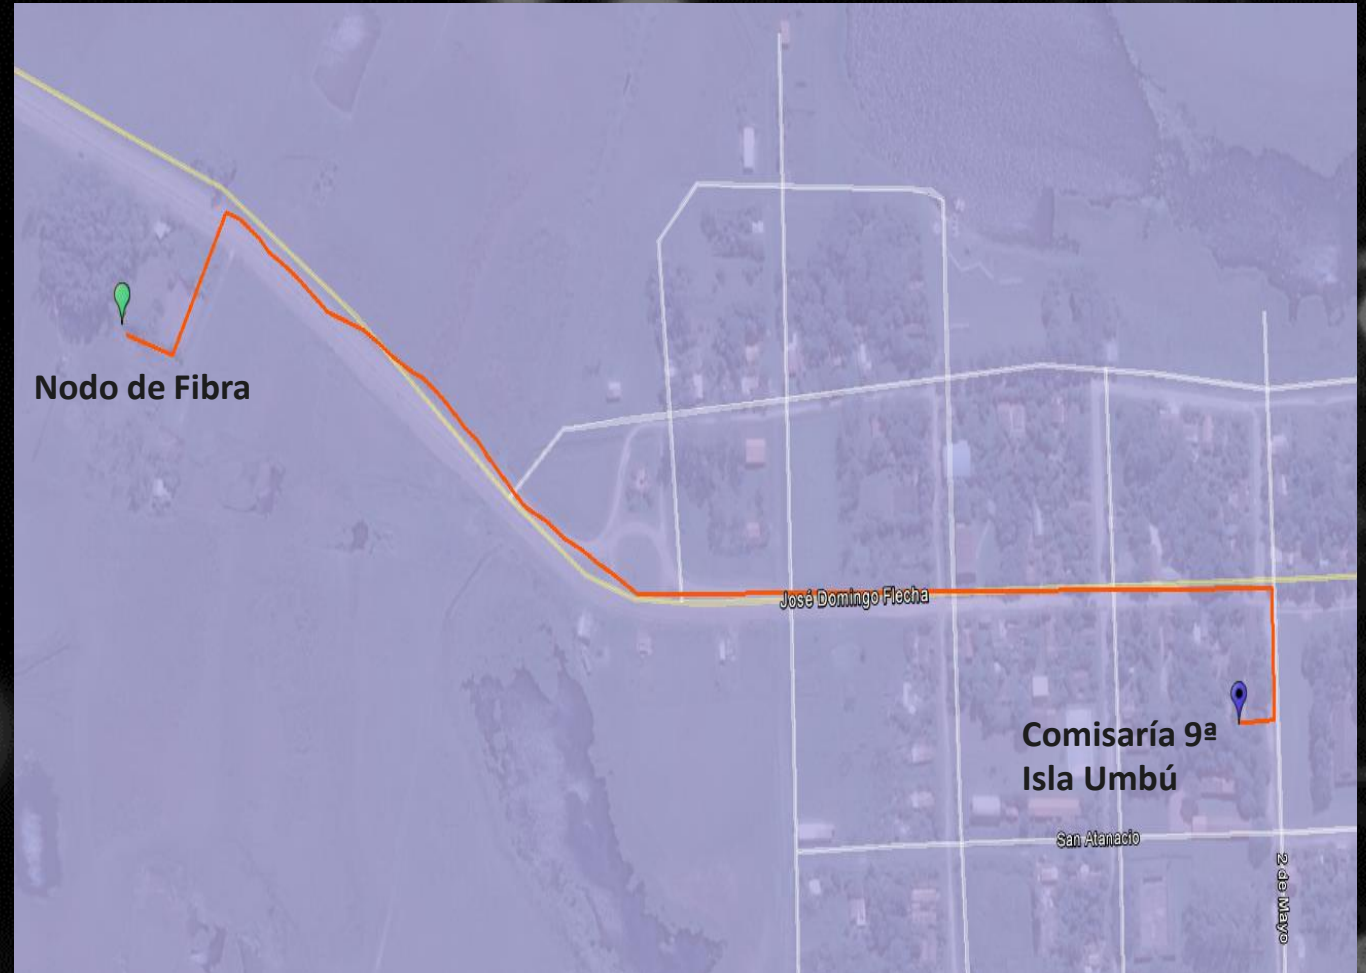 Nodo de Fibra
José Domingo Flecha
Comisaría 9ª
Isla Umbú
San Atanacio
2 de Mayo